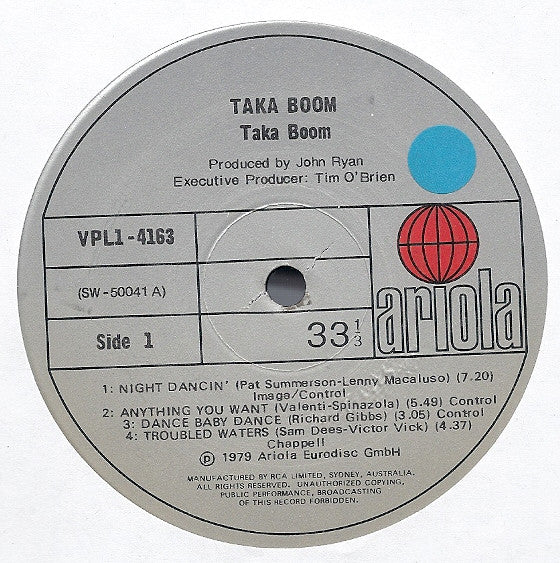 TAKA BOOM
Taka Boom
Produced by John Ryan
Executive Producer: Tim O'Brien
VPL1-4163
(SW-50041 A)
Side 1
33 1/3
ariola
1: NIGHT DANCIN' (Pat Summerson-Lenny Macaluso) (7.20)
Image/Control
2: ANYTHING YOU WANT (Valenti-Spinazola) (5.49) Control
3: DANCE BABY DANCE (Richard Gibbs) (3.05) Control
4: TROUBLED WATERS (Sam Dees-Victor Vick) (4.37)
Chappell
℗ 1979 Ariola Eurodisc GmbH
MANUFACTURED BY RCA LIMITED, SYDNEY, AUSTRALIA.
ALL RIGHTS RESERVED. UNAUTHORIZED COPYING,
PUBLIC PERFORMANCE, BROADCASTING
OF THIS RECORD FORBIDDEN.